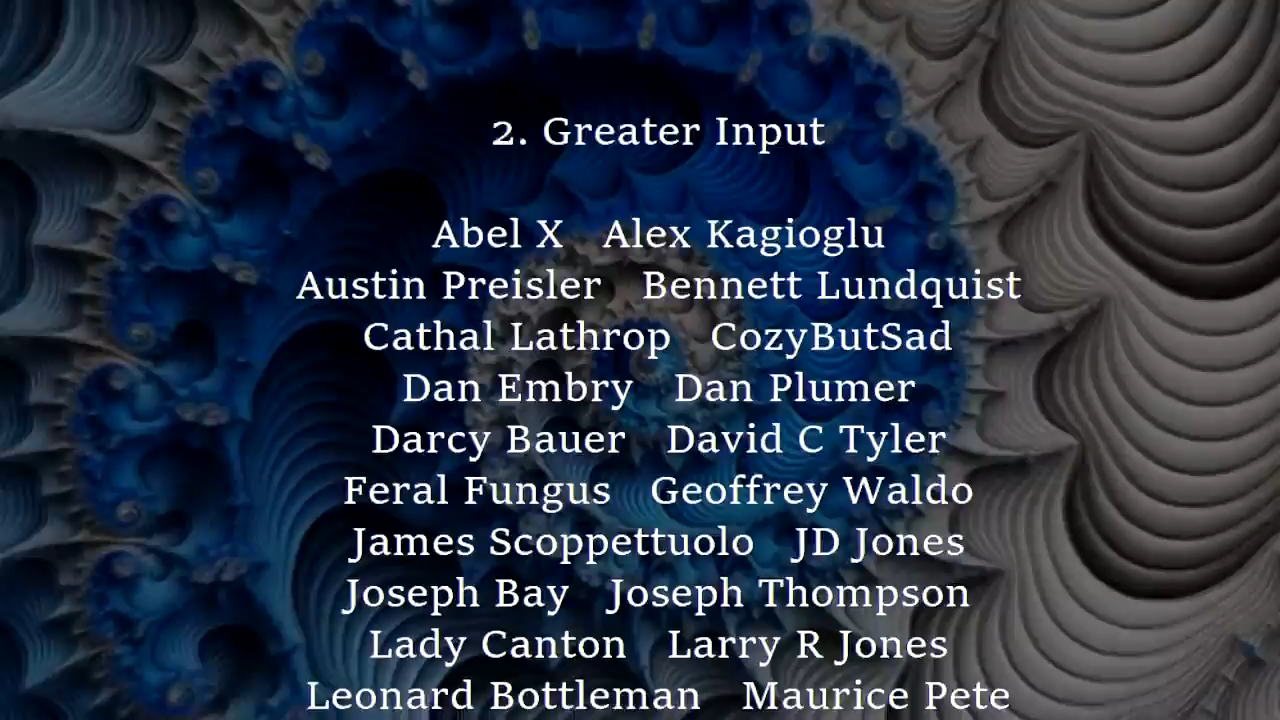 2. Greater Input
Abel X Alex Kagioglu
Austin Preisler Bennett Lundquist
Cathal Lathrop CozyButSad
Dan Embry Dan Plumer
Darcy Bauer David C Tyler
Feral Fungus Geoffrey Waldo
James Scoppettuolo JD Jones
Joseph Bay Joseph Thompson
Lady Canton Larry R Jones
Leonard Bottleman Maurice Pete